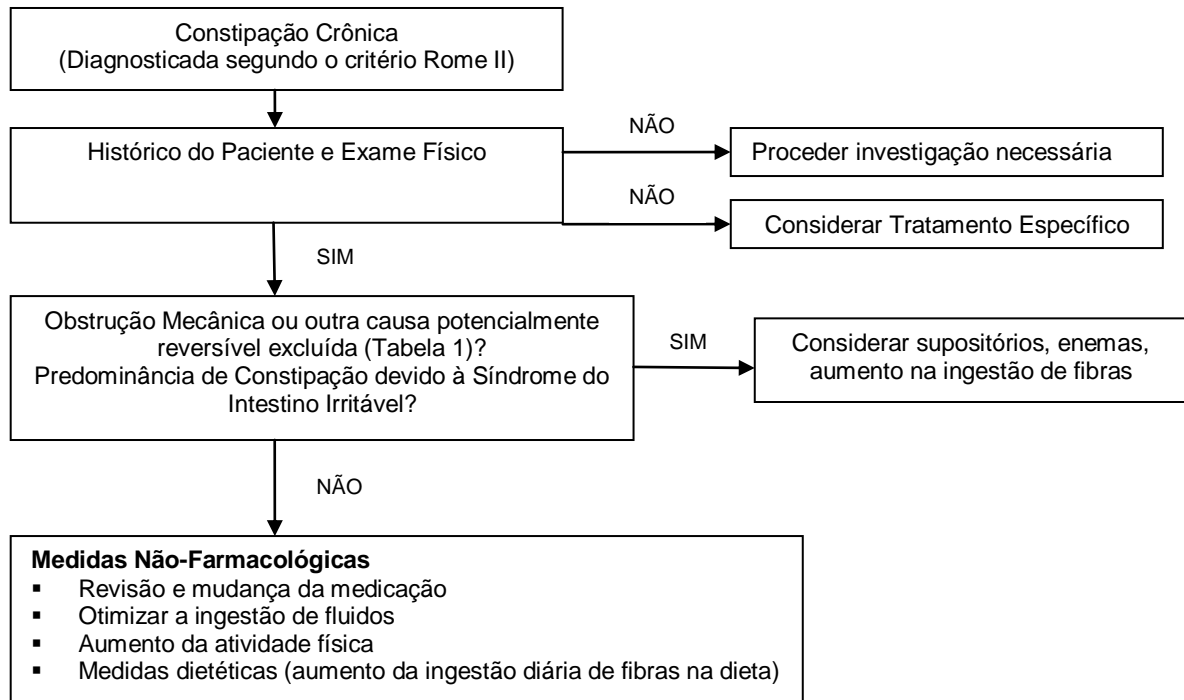 Constipação Crônica
(Diagnosticada segundo o critério Rome II)
Histórico do Paciente e Exame Físico
NÃO
Proceder investigação necessária
NÃO
Considerar Tratamento Específico
SIM
Obstrução Mecânica ou outra causa potencialmente
reversível excluída (Tabela 1)?
Predominância de Constipação devido à Síndrome do
Intestino Irritável?
SIM
Considerar supositórios, enemas,
aumento na ingestão de fibras
NÃO
Medidas Não-Farmacológicas
▪ Revisão e mudança da medicação
▪ Otimizar a ingestão de fluidos
▪ Aumento da atividade física
▪ Medidas dietéticas (aumento da ingestão diária de fibras na dieta)